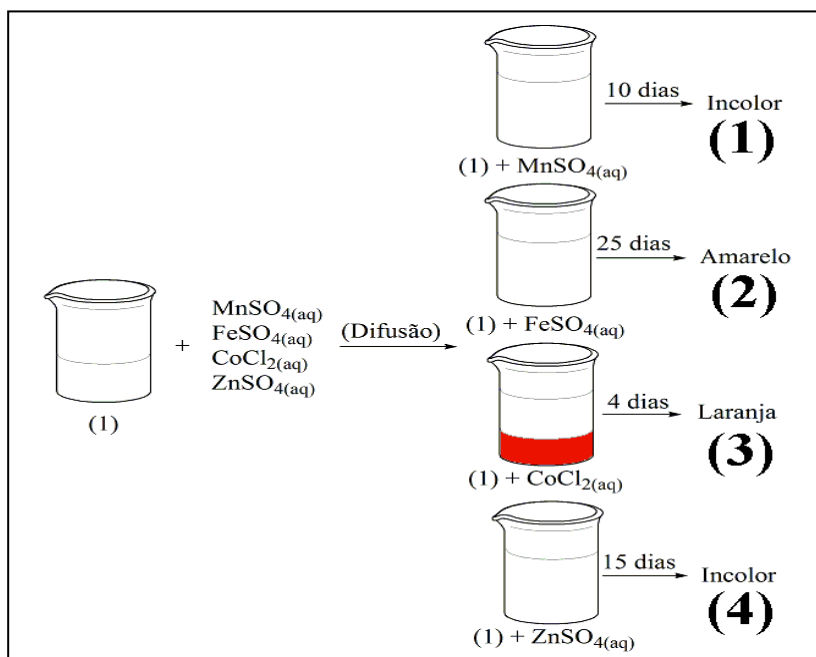 10 dias
Incolor
(1)
(1) + MnSO4(aq)
25 dias
Amarelo
(2)
(1) + FeSO4(aq)
(1)
+
MnSO4(aq)
FeSO4(aq)
CoCl2(aq)
ZnSO4(aq)
(Difusão)
4 dias
Laranja
(3)
(1) + CoCl2(aq)
15 dias
Incolor
(4)
(1) + ZnSO4(aq)